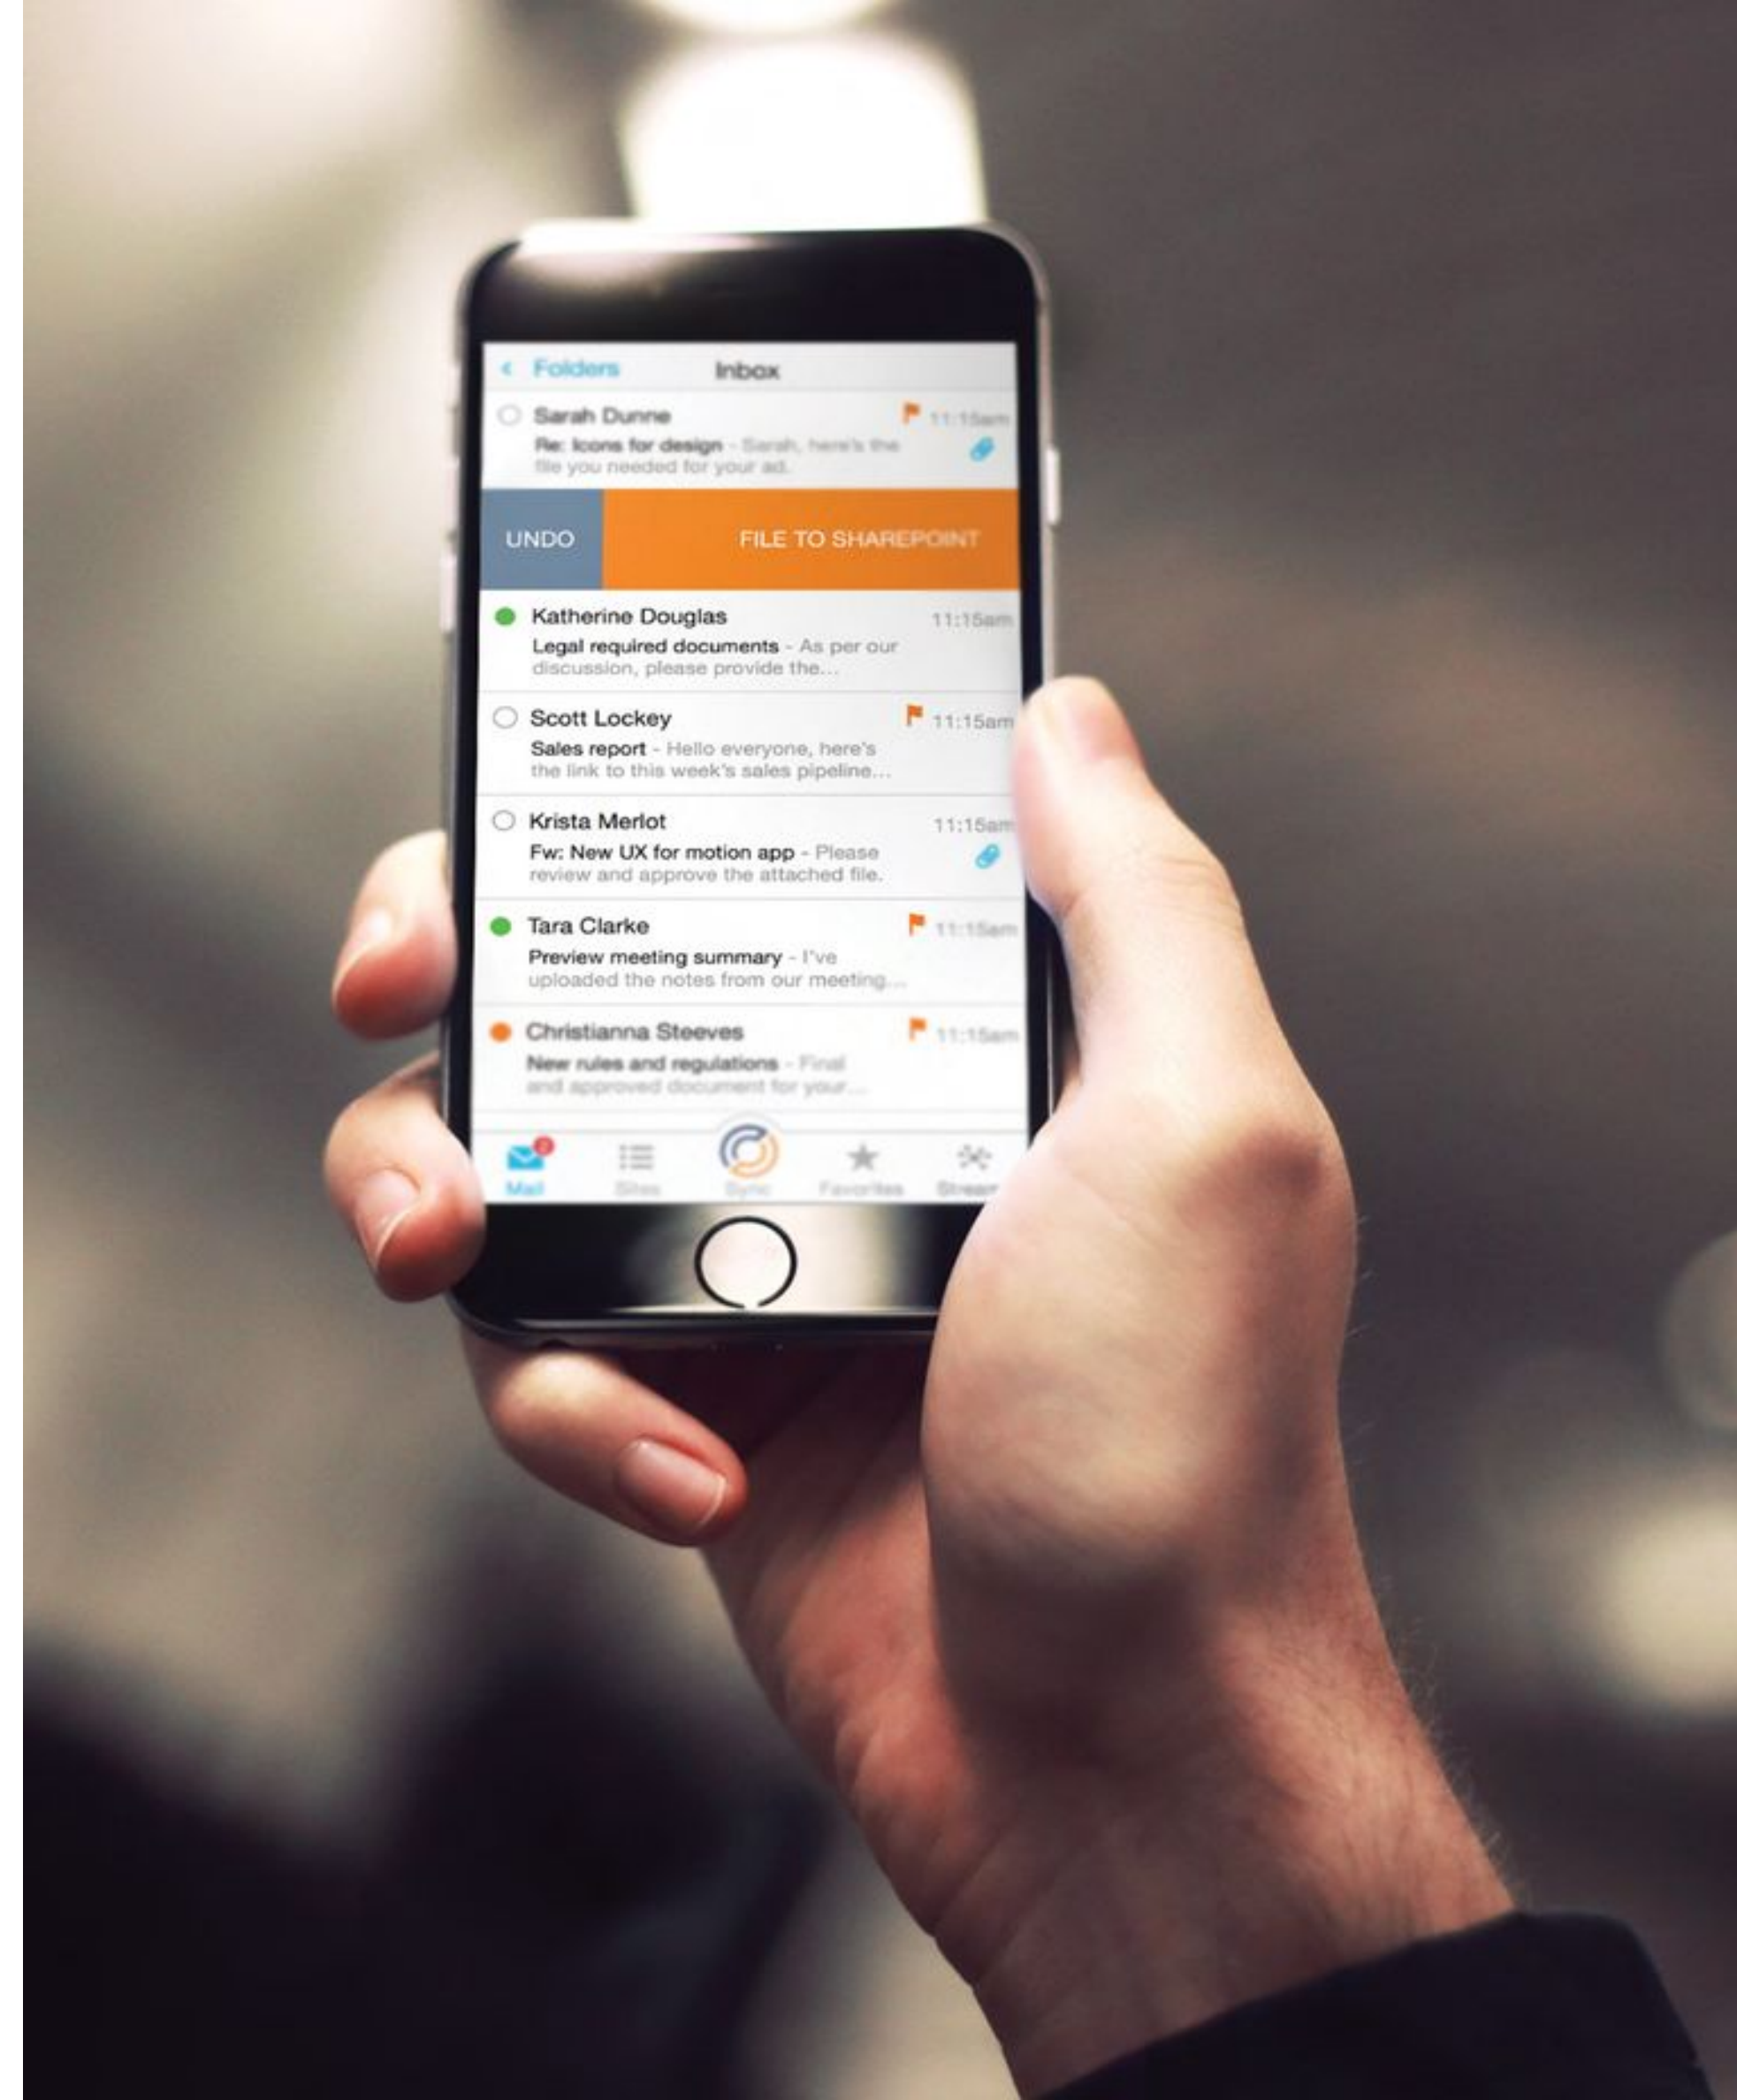 < Folders Inbox
Sarah Dunne 11:15am
Re: Icons for design - Sarah, here's the
file you needed for your ad.
UNDO FILE TO SHAREPOINT
Katherine Douglas 11:15am
Legal required documents - As per our
discussion, please provide the...
Scott Lockey 11:15am
Sales report - Hello everyone, here's
the link to this week's sales pipeline...
Krista Merlot 11:15am
Fw: New UX for motion app - Please
review and approve the attached file.
Tara Clarke 11:15am
Preview meeting summary - I've
uploaded the notes from our meeting...
Christianna Steeves 11:15am
New rules and regulations - Final
and approved document for your...
Mail Sites Sync Favorites Stream